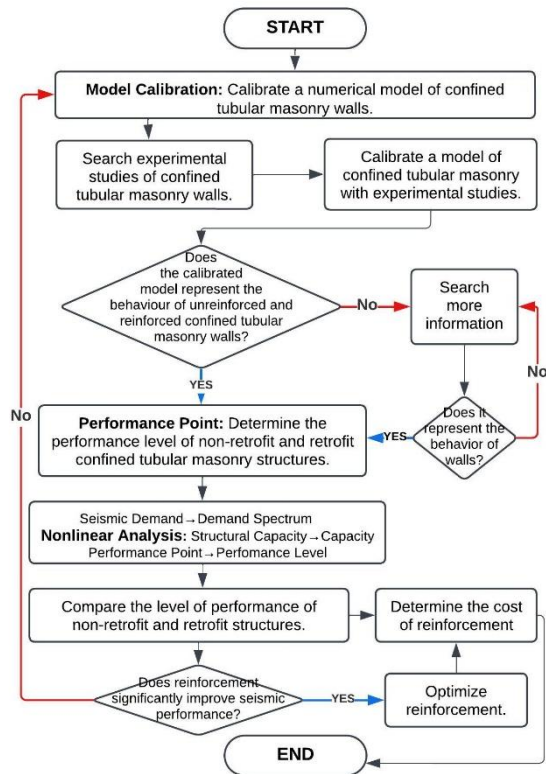 START
Model Calibration: Calibrate a numerical model of confined
tubular masonry walls.
Search experimental
studies of confined
tubular masonry walls.
Calibrate a model of
confined tubular masonry
with experimental studies.
Does
the calibrated
model represent the
behaviour of unreinforced and
reinforced confined tubular
masonry walls?
No
Search
more
information
No
YES
No
Performance Point: Determine the
performance level of non-retrofit and retrofit
confined tubular masonry structures.
YES
Does it
represent the
behavior of
walls?
Seismic Demand→Demand Spectrum
Nonlinear Analysis: Structural Capacity→Capacity
Performance Point→Perfomance Level
Compare the level of performance of
non-retrofit and retrofit structures.
Determine the cost
of reinforcement
Does reinforcement
significantly improve seismic
performance?
YES
Optimize
reinforcement.
END